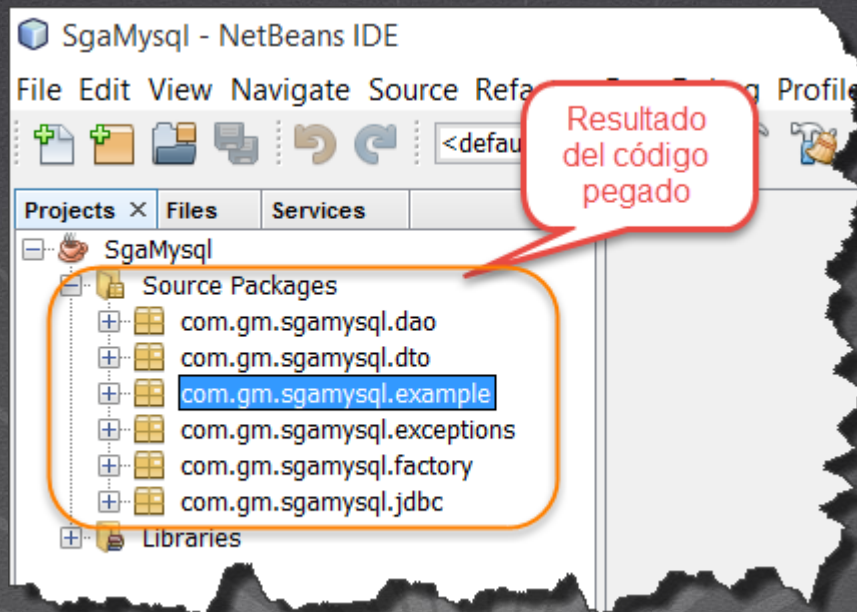 SgaMysql - NetBeans IDE
File Edit View Navigate Source Profile
<defau
Resultado
del código
pegado
Projects × Files Services
SgaMysql
Source Packages
com.gm.sgamysql.dao
com.gm.sgamysql.dto
com.gm.sgamysql.example
com.gm.sgamysql.exceptions
com.gm.sgamysql.factory
com.gm.sgamysql.jdbc
Libraries